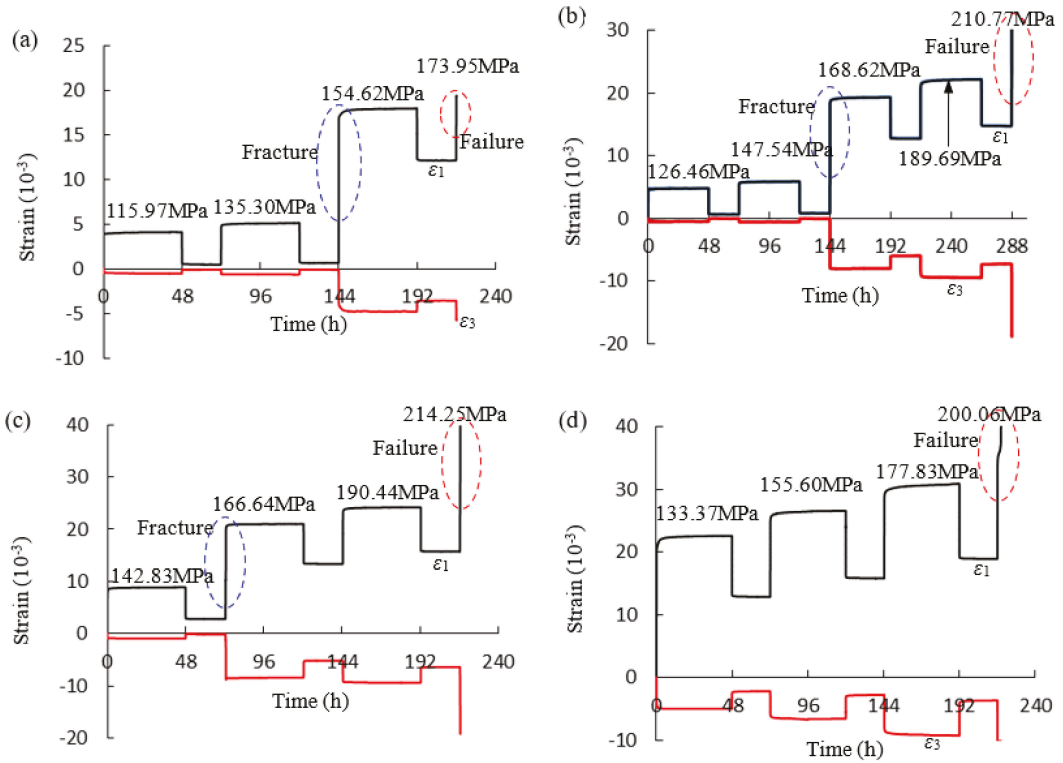 (a)
Strain (10⁻³)
25
20
15
10
5
0
-5
-10
0
48
96
144
192
240
Time (h)
115.97MPa
135.30MPa
154.62MPa
173.95MPa
Fracture
Failure
ε₁
ε₃
(b)
Strain (10⁻³)
30
20
10
0
-10
-20
0
48
96
144
192
240
288
Time (h)
126.46MPa
147.54MPa
168.62MPa
189.69MPa
210.77MPa
Fracture
Failure
ε₁
ε₃
(c)
Strain (10⁻³)
40
30
20
10
0
-10
-20
0
48
96
144
192
240
Time (h)
142.83MPa
166.64MPa
190.44MPa
214.25MPa
Fracture
Failure
ε₁
(d)
Strain (10⁻³)
40
30
20
10
0
-10
0
48
96
144
192
240
Time (h)
133.37MPa
155.60MPa
177.83MPa
200.06MPa
Failure
ε₁
ε₃